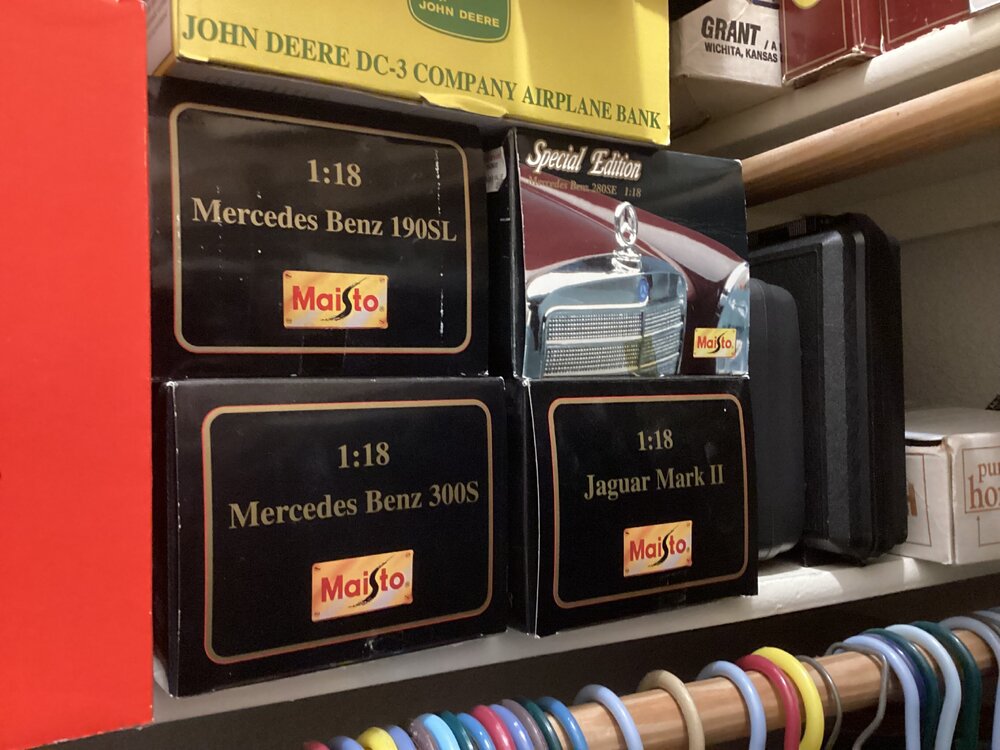 JOHN DEERE
JOHN DEERE DC-3 COMPANY AIRPLANE BANK
GRANT / A
WICHITA, KANSAS
1:18
Mercedes Benz 190SL
Maisto
Special Edition
Mercedes Benz 280SE 1:18
Maisto
1:18
Mercedes Benz 300S
Maisto
1:18
Jaguar Mark II
Maisto
pu
ho